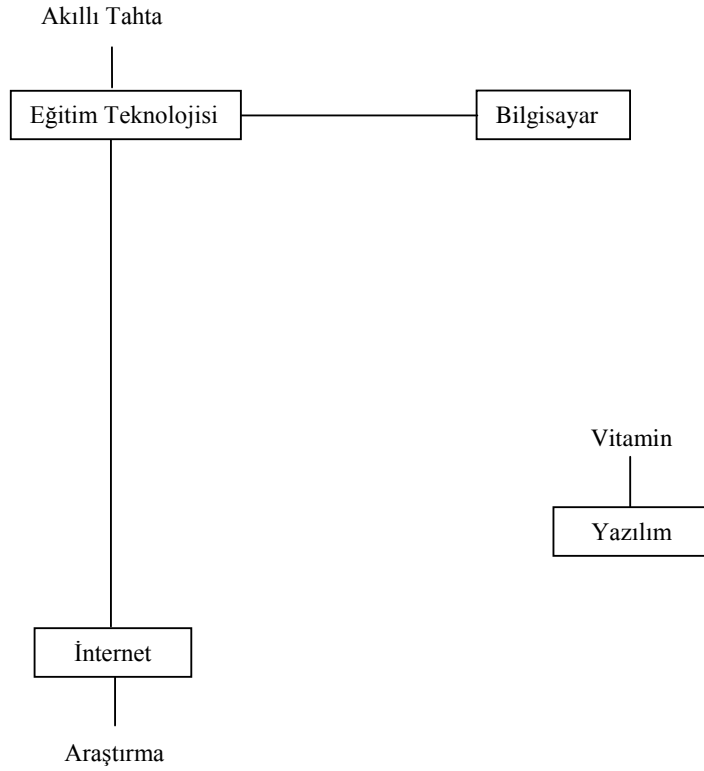 Akıllı Tahta
Eğitim Teknolojisi
Bilgisayar
Vitamin
Yazılım
İnternet
Araştırma